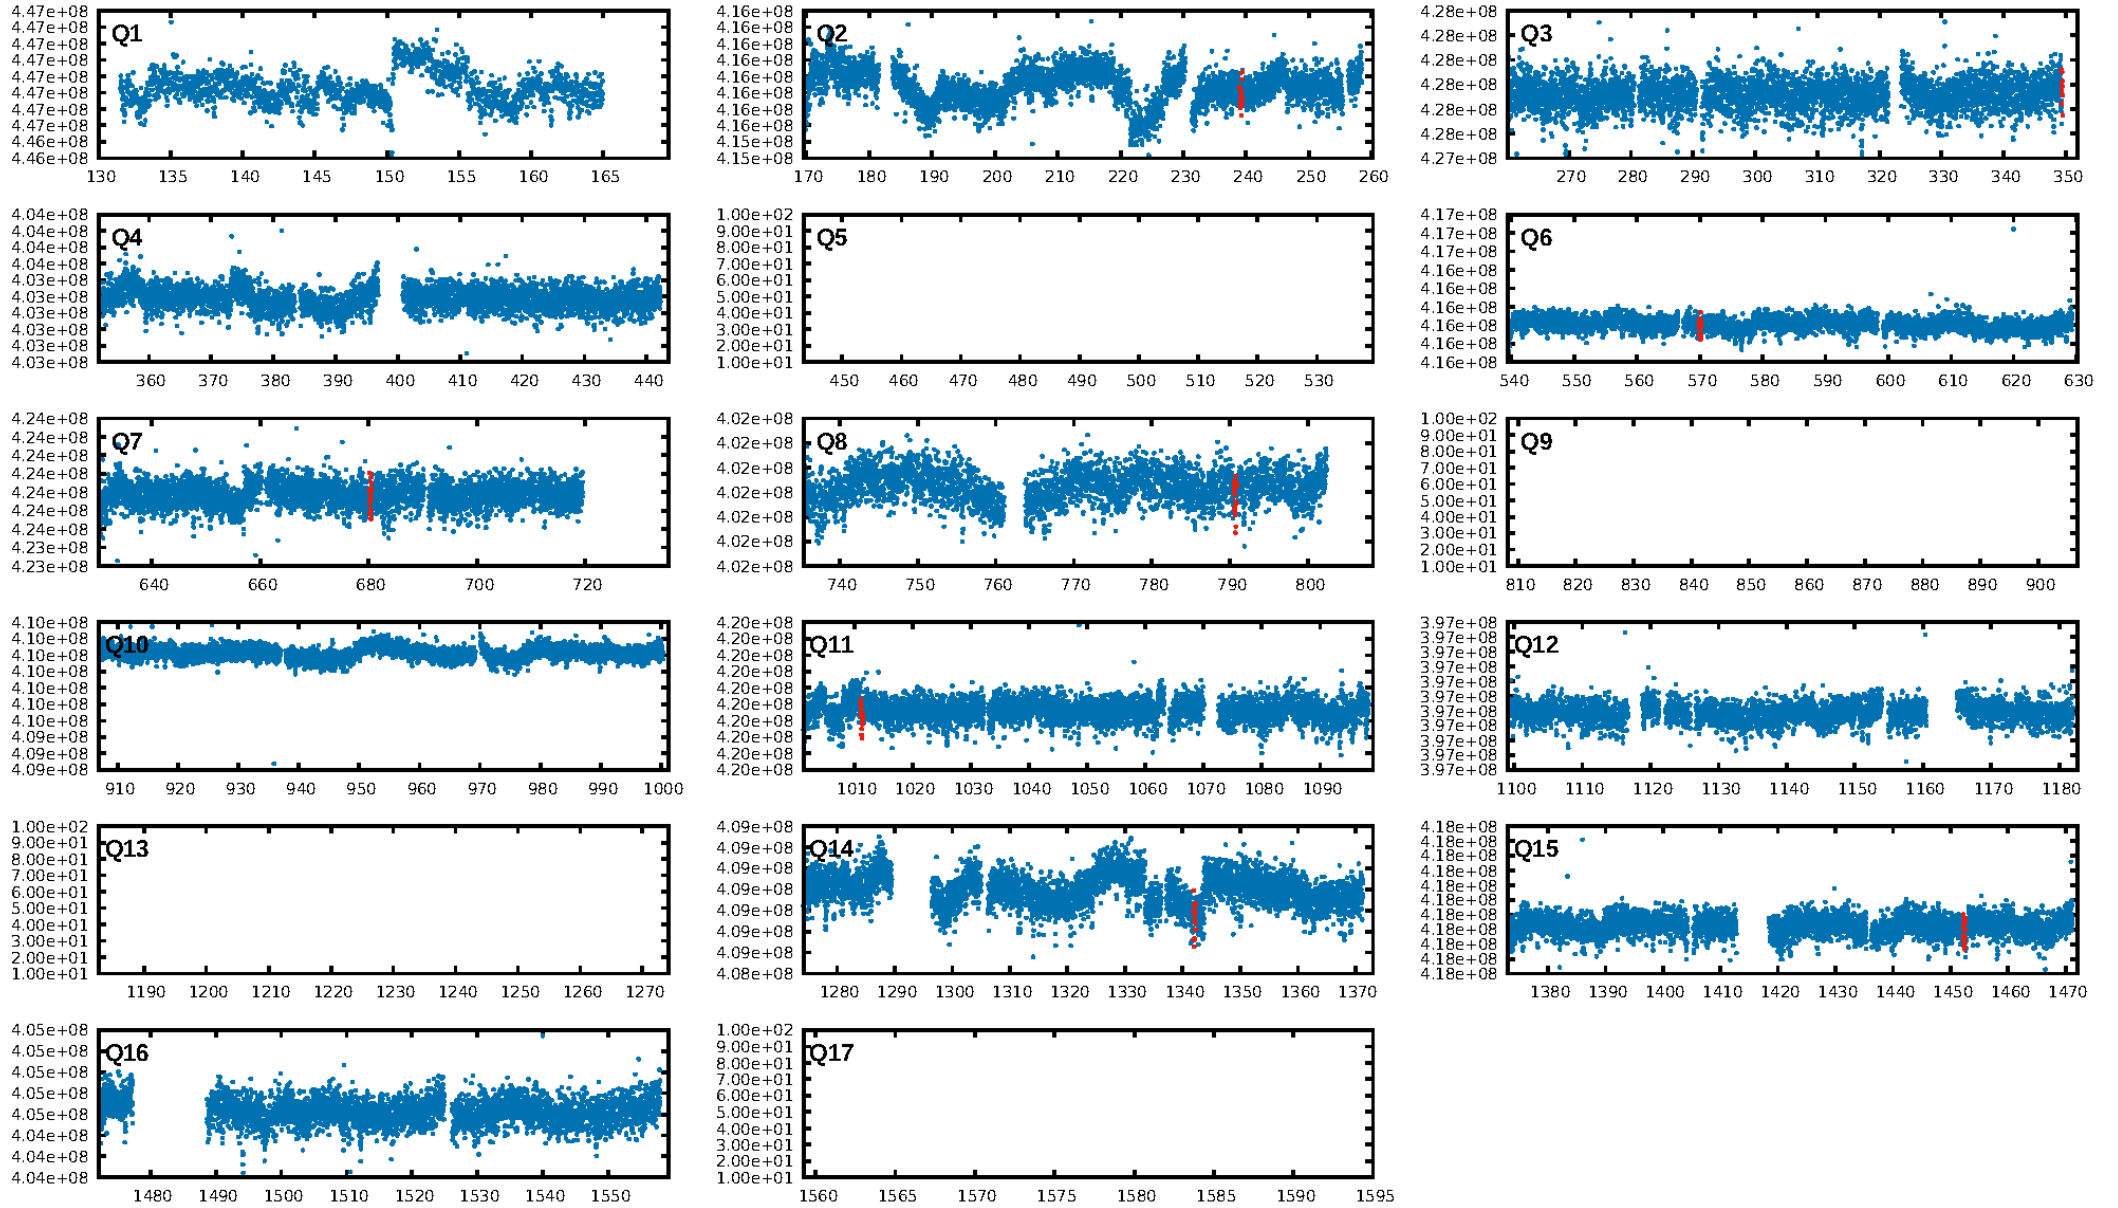 4.47e+08
4.47e+08
4.47e+08
4.47e+08
4.47e+08
4.47e+08
4.47e+08
4.47e+08
4.47e+08
4.46e+08
Q1
130 135 140 145 150 155 160 165
4.16e+08
4.16e+08
4.16e+08
4.16e+08
4.16e+08
4.16e+08
4.16e+08
4.16e+08
4.15e+08
4.15e+08
Q2
170 180 190 200 210 220 230 240 250 260
4.28e+08
4.28e+08
4.28e+08
4.28e+08
4.28e+08
4.28e+08
4.27e+08
Q3
270 280 290 300 310 320 330 340 350
4.04e+08
4.04e+08
4.04e+08
4.04e+08
4.03e+08
4.03e+08
4.03e+08
4.03e+08
4.03e+08
4.03e+08
Q4
360 370 380 390 400 410 420 430 440
1.00e+02
9.00e+01
8.00e+01
7.00e+01
6.00e+01
5.00e+01
4.00e+01
3.00e+01
2.00e+01
1.00e+01
Q5
450 460 470 480 490 500 510 520 530
4.17e+08
4.17e+08
4.17e+08
4.16e+08
4.16e+08
4.16e+08
4.16e+08
4.16e+08
4.16e+08
Q6
540 550 560 570 580 590 600 610 620 630
4.24e+08
4.24e+08
4.24e+08
4.24e+08
4.24e+08
4.24e+08
4.24e+08
4.23e+08
4.23e+08
Q7
640 660 680 700 720
4.02e+08
4.02e+08
4.02e+08
4.02e+08
4.02e+08
4.02e+08
4.02e+08
Q8
740 750 760 770 780 790 800
1.00e+02
9.00e+01
8.00e+01
7.00e+01
6.00e+01
5.00e+01
4.00e+01
3.00e+01
2.00e+01
1.00e+01
Q9
810 820 830 840 850 860 870 880 890 900
4.10e+08
4.10e+08
4.10e+08
4.10e+08
4.10e+08
4.10e+08
4.10e+08
4.10e+08
4.09e+08
4.09e+08
Q10
910 920 930 940 950 960 970 980 990 1000
4.20e+08
4.20e+08
4.20e+08
4.20e+08
4.20e+08
4.20e+08
4.20e+08
4.20e+08
4.20e+08
4.20e+08
Q11
1010 1020 1030 1040 1050 1060 1070 1080 1090
3.97e+08
3.97e+08
3.97e+08
3.97e+08
3.97e+08
3.97e+08
3.97e+08
3.97e+08
3.97e+08
3.97e+08
3.97e+08
Q12
1100 1110 1120 1130 1140 1150 1160 1170 1180
1.00e+02
9.00e+01
8.00e+01
7.00e+01
6.00e+01
5.00e+01
4.00e+01
3.00e+01
2.00e+01
1.00e+01
Q13
1190 1200 1210 1220 1230 1240 1250 1260 1270
4.09e+08
4.09e+08
4.09e+08
4.09e+08
4.09e+08
4.09e+08
4.09e+08
4.08e+08
Q14
1280 1290 1300 1310 1320 1330 1340 1350 1360 1370
4.18e+08
4.18e+08
4.18e+08
4.18e+08
4.18e+08
4.18e+08
4.18e+08
4.18e+08
4.18e+08
4.18e+08
4.18e+08
Q15
1380 1390 1400 1410 1420 1430 1440 1450 1460 1470
4.05e+08
4.05e+08
4.05e+08
4.05e+08
4.05e+08
4.04e+08
4.04e+08
4.04e+08
Q16
1480 1490 1500 1510 1520 1530 1540 1550
1.00e+02
9.00e+01
8.00e+01
7.00e+01
6.00e+01
5.00e+01
4.00e+01
3.00e+01
2.00e+01
1.00e+01
Q17
1560 1565 1570 1575 1580 1585 1590 1595